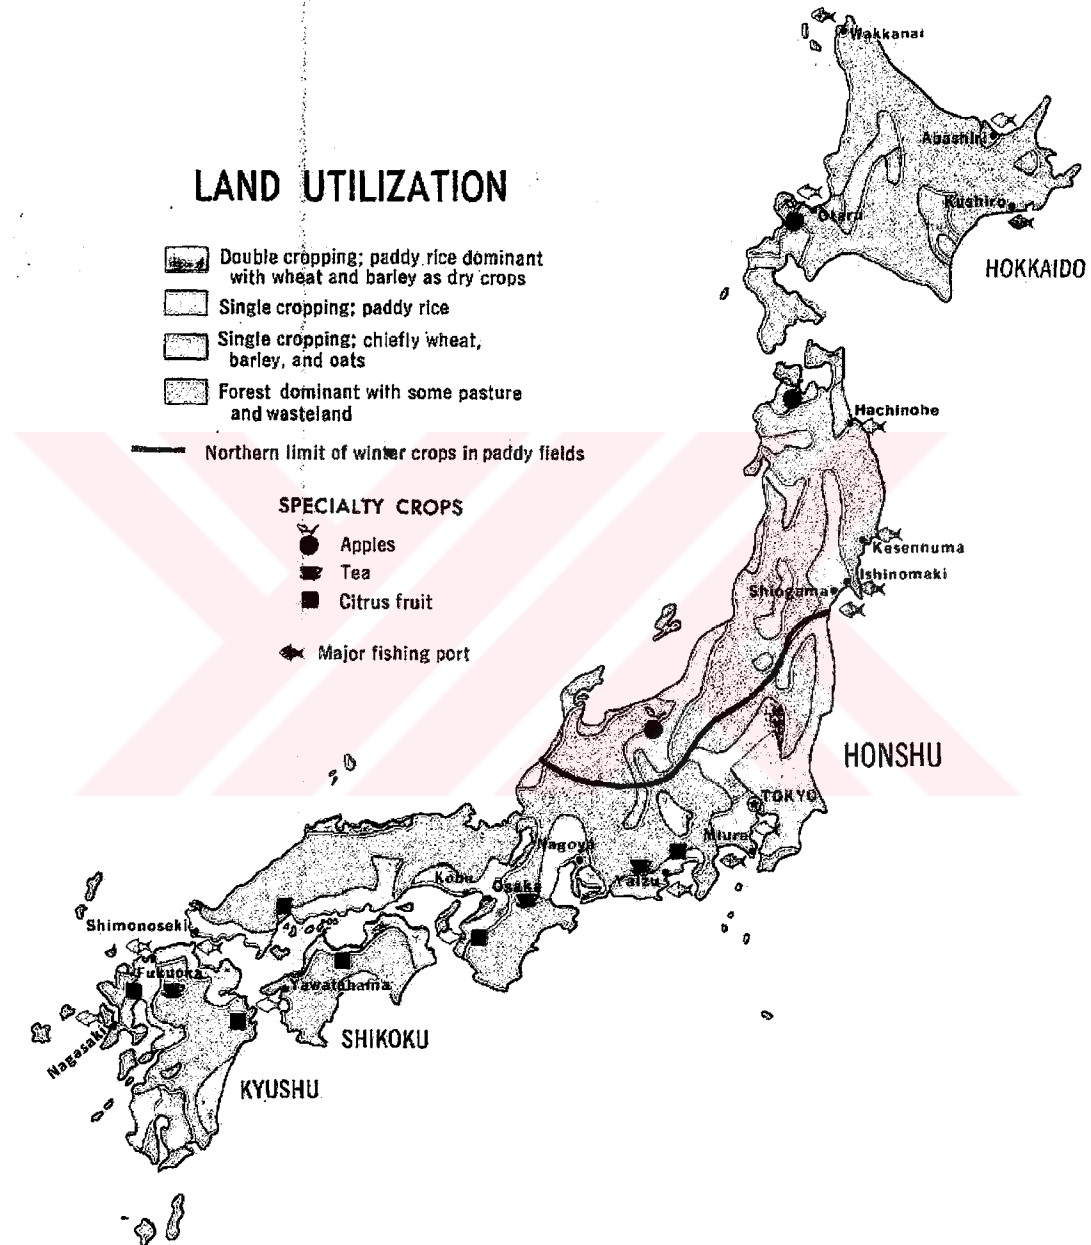 LAND UTILIZATION
Double cropping; paddy rice dominant
with wheat and barley as dry crops
Single cropping; paddy rice
Single cropping; chiefly wheat,
barley, and oats
Forest dominant with some pasture
and wasteland
Northern limit of winter crops in paddy fields
SPECIALTY CROPS
Apples
Tea
Citrus fruit
Major fishing port
Wakkanai
Abashiri
Kushiro
Otaru
HOKKAIDO
Hachinohe
Kesennuma
Ishinomaki
Shiogama
HONSHU
TOKYO
Miura
Nagoya
Yaizu
Kobe
Osaka
Shimonoseki
Fukuoka
Yawatahama
Nagasaki
SHIKOKU
KYUSHU